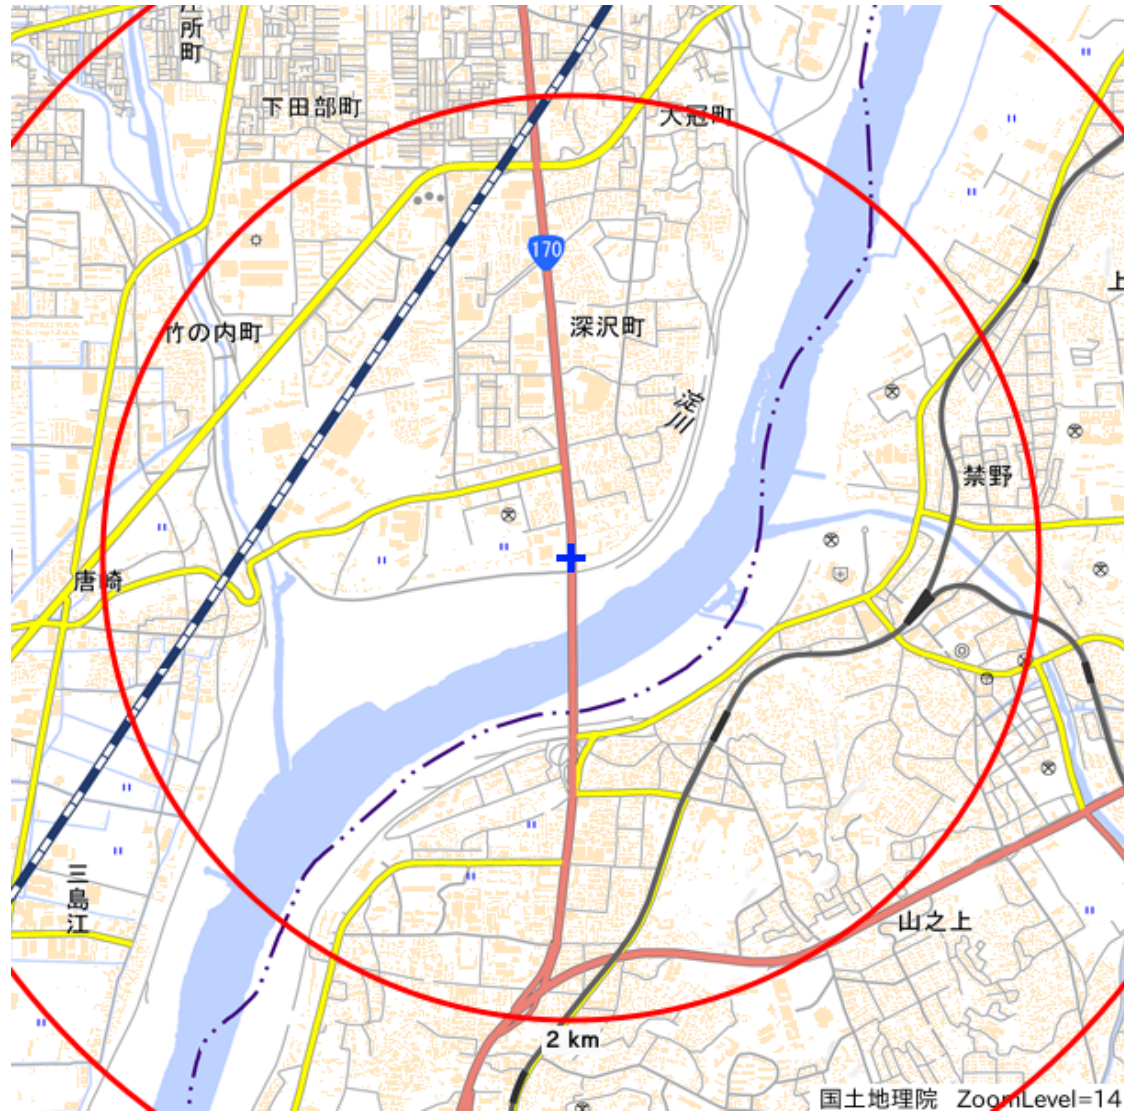 所町
下田部町
大冠町
170
竹の内町
深沢町
淀川
上
禁野
唐崎
三島江
山之上
2 km
国土地理院 ZoomLevel=14